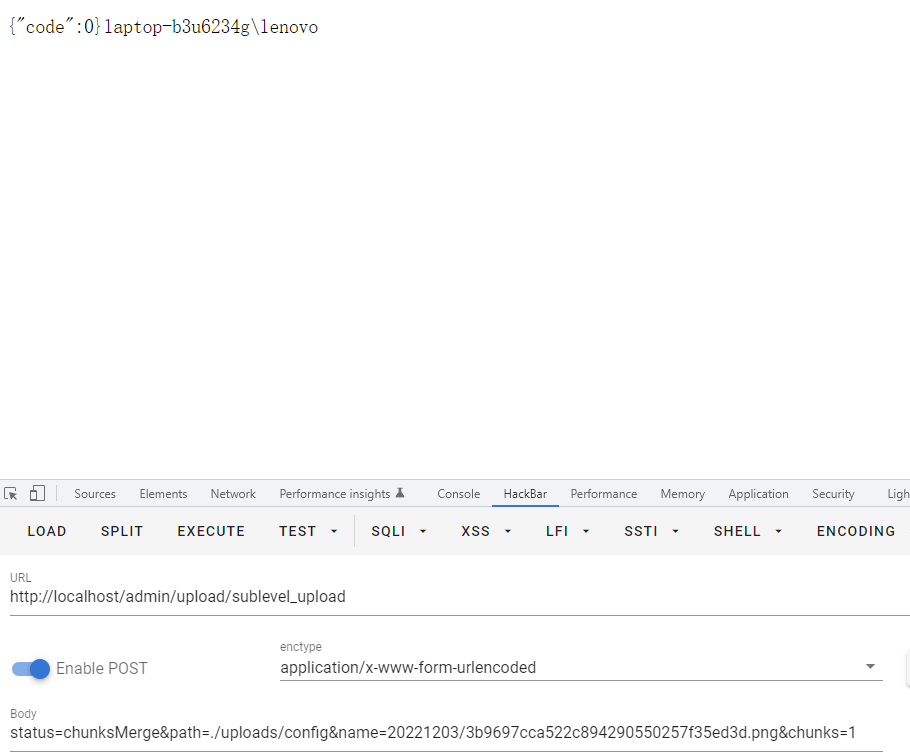 {"code":0}laptop-b3u6234g\lenovo
Sources Elements Network Performance insights Console HackBar Performance Memory Application Security Ligh
LOAD SPLIT EXECUTE TEST SQLI XSS LFI SSTI SHELL ENCODING
URL
http://localhost/admin/upload/sublevel_upload
enctype
Enable POST application/x-www-form-urlencoded
Body
status=chunksMerge&path=./uploads/config&name=20221203/3b9697cca522c894290550257f35ed3d.png&chunks=1